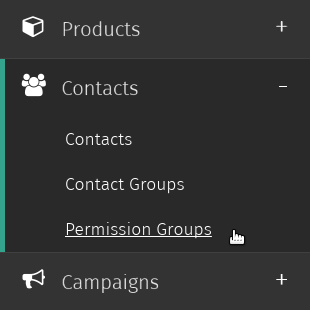 Products +
Contacts -
Contacts
Contact Groups
Permission Groups
Campaigns +